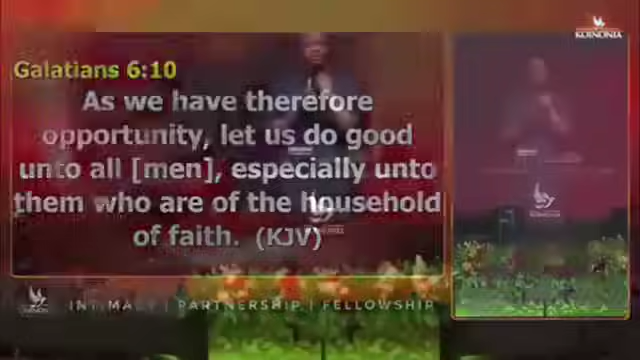 KOINONIA
Galatians 6:10
As we have therefore
opportunity, let us do good
unto all [men], especially unto
them who are of the household
of faith. (KJV)
INTIMACY | PARTNERSHIP | FELLOWSHIP